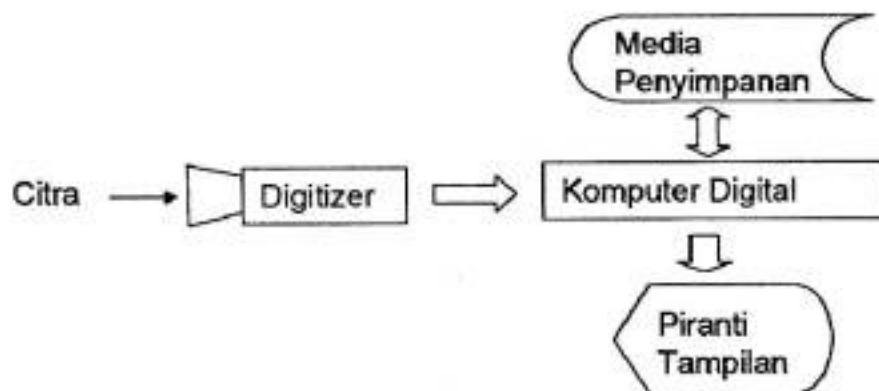 Media
Penyimpanan
Citra
Digitizer
Komputer Digital
Piranti
Tampilan